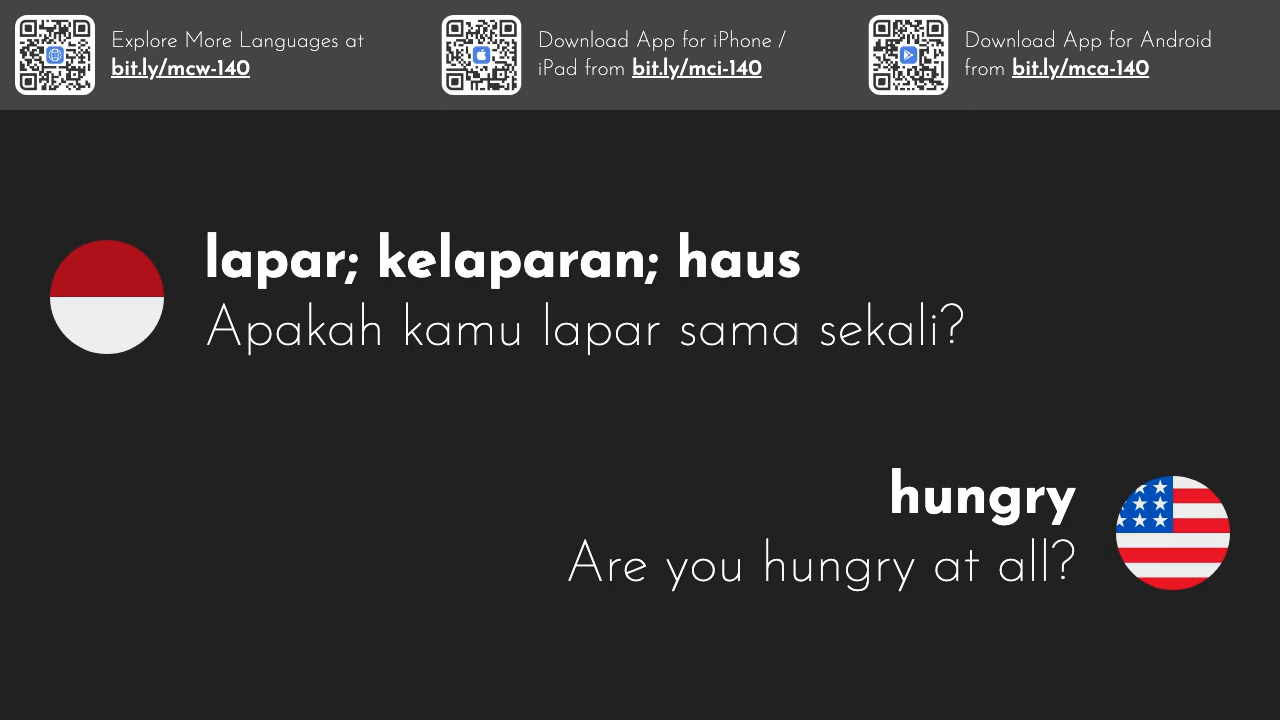 Explore More Languages at
bit.ly/mcw-140
Download App for iPhone /
iPad from bit.ly/mci-140
Download App for Android
from bit.ly/mca-140
lapar; kelaparan; haus
Apakah kamu lapar sama sekali?
hungry
Are you hungry at all?